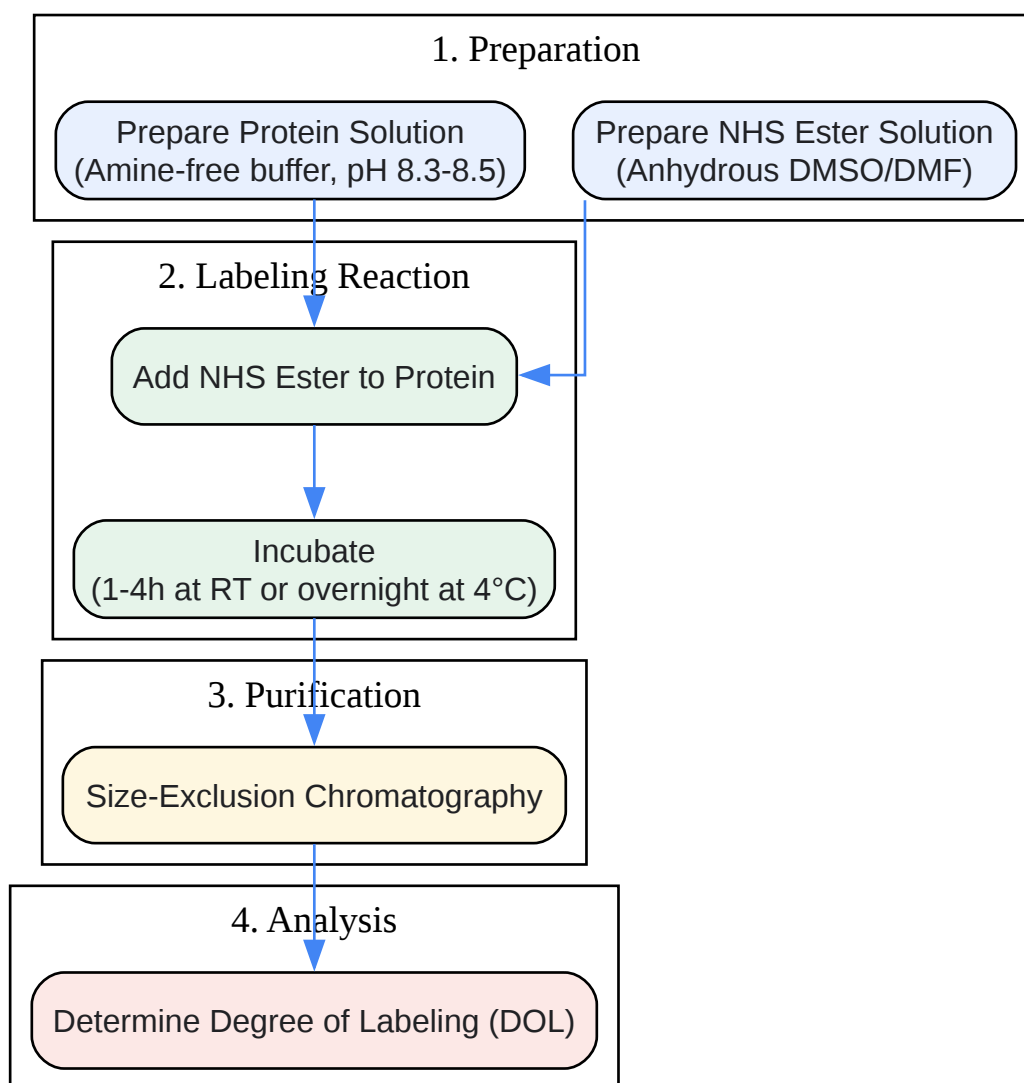 1. Preparation
Prepare Protein Solution
(Amine-free buffer, pH 8.3-8.5)
Prepare NHS Ester Solution
(Anhydrous DMSO/DMF)
2. Labeling Reaction
Add NHS Ester to Protein
Incubate
(1-4h at RT or overnight at 4°C)
3. Purification
Size-Exclusion Chromatography
4. Analysis
Determine Degree of Labeling (DOL)